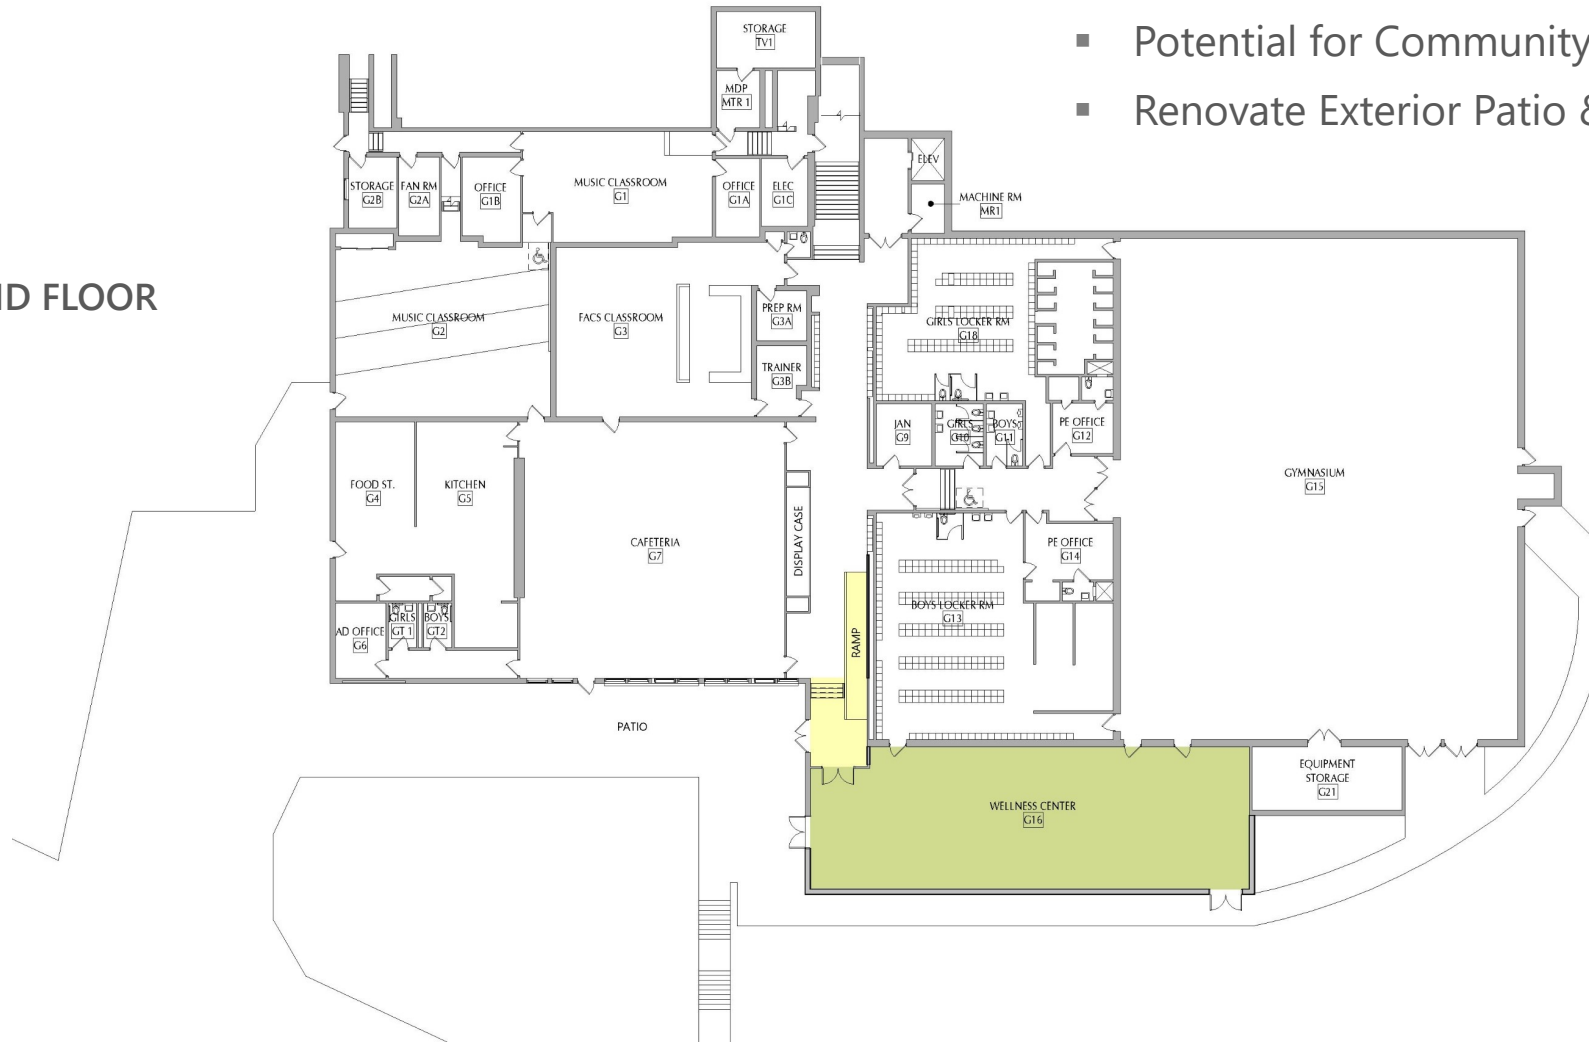 ▪ Potential for Community
▪ Renovate Exterior Patio &
ND FLOOR
STORAGE
TV1
MDP
MTR 1
ELEV
MACHINE RM
MR1
STORAGE
G2B
FAN RM
G2A
OFFICE
G1B
MUSIC CLASSROOM
G1
OFFICE
G1A
ELEC
G1C
MUSIC CLASSROOM
G2
FACS CLASSROOM
G3
PREP RM
G3A
TRAINER
G3B
GIRLS LOCKER RM
G18
JAN
G9
GIRLS
G10
BOYS
G11
PE OFFICE
G12
GYMNASIUM
G15
FOOD ST.
G4
KITCHEN
G5
CAFETERIA
G7
DISPLAY CASE
PE OFFICE
G14
BOYS LOCKER RM
G13
RAMP
AD OFFICE
G6
GIRLS
GT 1
BOYS
GT2
PATIO
WELLNESS CENTER
G16
EQUIPMENT
STORAGE
G21